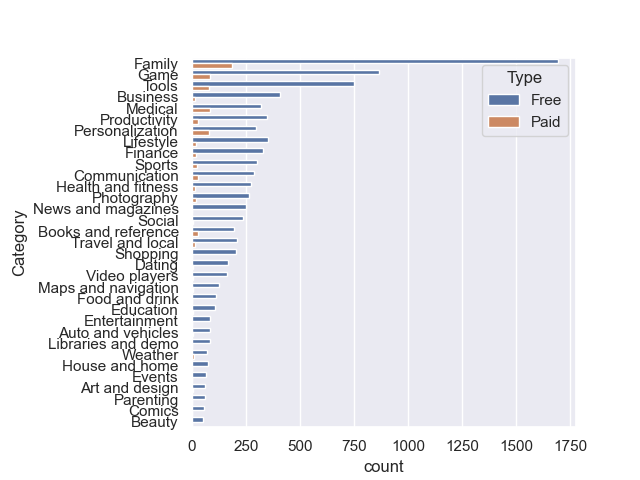 Type
Free
Paid
Category
Family
Game
Tools
Business
Medical
Productivity
Personalization
Lifestyle
Finance
Sports
Communication
Health and fitness
Photography
News and magazines
Social
Books and reference
Travel and local
Shopping
Dating
Video players
Maps and navigation
Food and drink
Education
Entertainment
Auto and vehicles
Libraries and demo
Weather
House and home
Events
Art and design
Parenting
Comics
Beauty
0 250 500 750 1000 1250 1500 1750
count